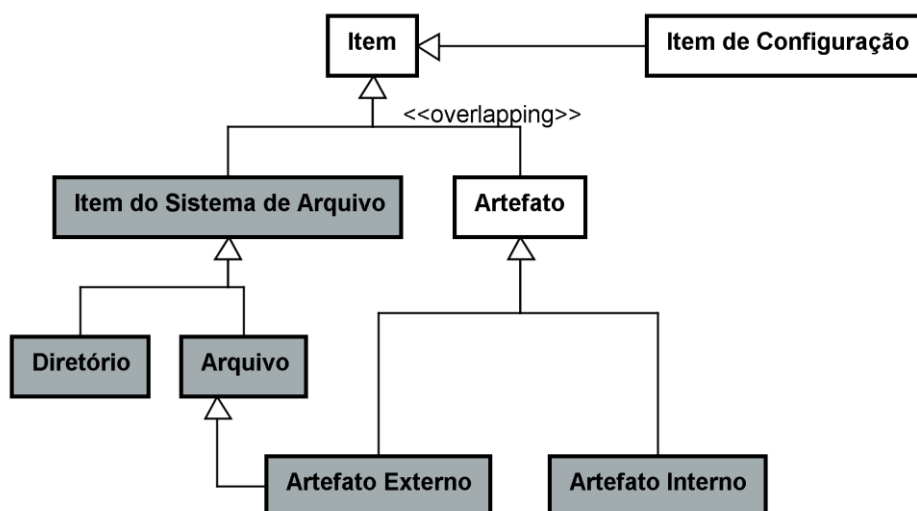 Item
Item de Configuração
<<overlapping>>
Item do Sistema de Arquivo
Artefato
Diretório
Arquivo
Artefato Externo
Artefato Interno